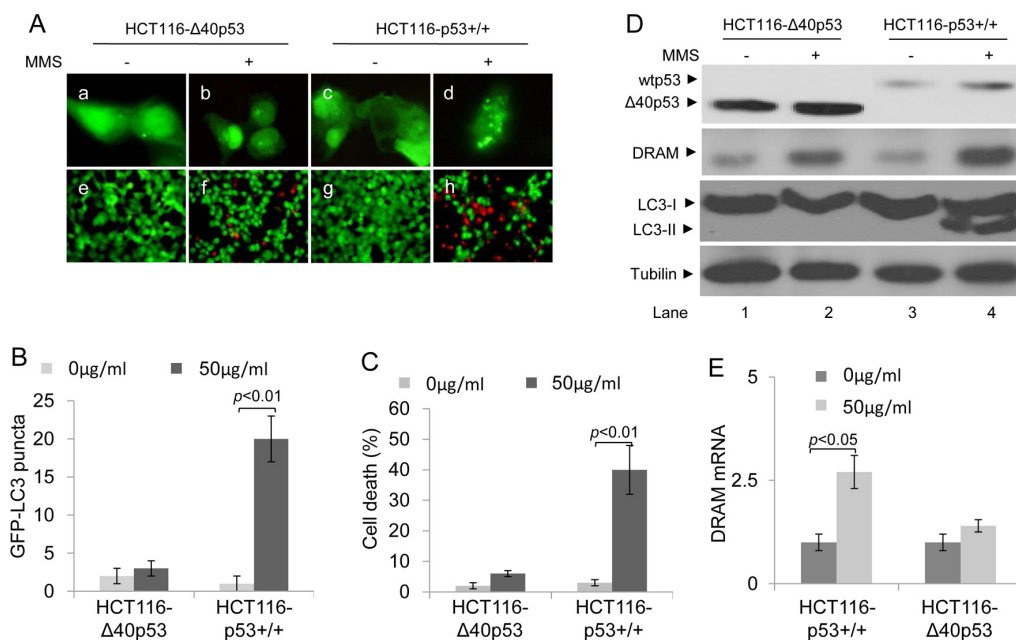 A
HCT116-Δ40p53 HCT116-p53+/+
MMS - + - +
a b c d
e f g h
D
HCT116-Δ40p53 HCT116-p53+/+
MMS - + - +
wtp53
Δ40p53
DRAM
LC3-I
LC3-II
Tubilin
Lane 1 2 3 4
B
0µg/ml 50µg/ml
GFP-LC3 puncta
25
20
15
10
5
0
p<0.01
HCT116-Δ40p53
HCT116-p53+/+
C
0µg/ml 50µg/ml
Cell death (%)
60
50
40
30
20
10
0
p<0.01
HCT116-Δ40p53
HCT116-p53+/+
E
0µg/ml
50µg/ml
DRAM mRNA
5
2.5
0
p<0.05
HCT116-p53+/+
HCT116-Δ40p53